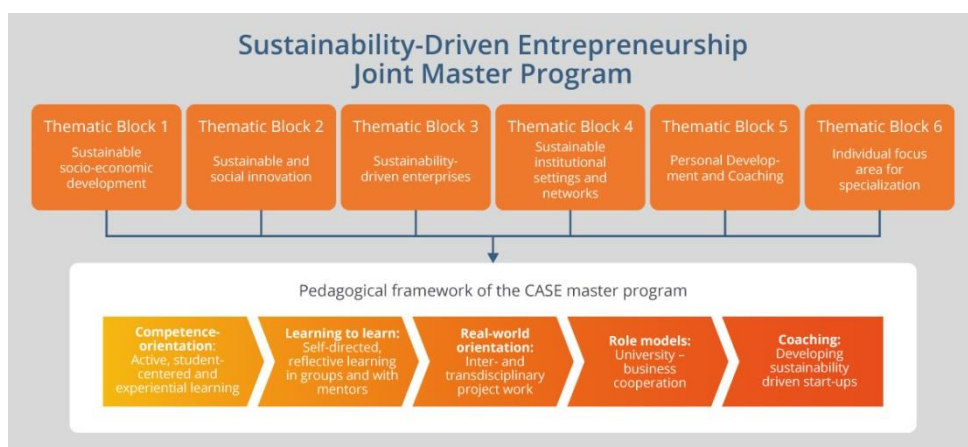 Sustainability-Driven Entrepreneurship
Joint Master Program
Thematic Block 1
Sustainable
socio-economic
development
Thematic Block 2
Sustainable and
social innovation
Thematic Block 3
Sustainability-
driven enterprises
Thematic Block 4
Sustainable
institutional
settings and
networks
Thematic Block 5
Personal Develop-
ment and Coaching
Thematic Block 6
Individual focus
area for
specialization
Pedagogical framework of the CASE master program
Competence-
orientation:
Active, student-
centered and
experiential learning
Learning to learn:
Self-directed,
reflective learning
in groups and with
mentors
Real-world
orientation:
Inter- and
transdisciplinary
project work
Role models:
University –
business
cooperation
Coaching:
Developing
sustainability
driven start-ups